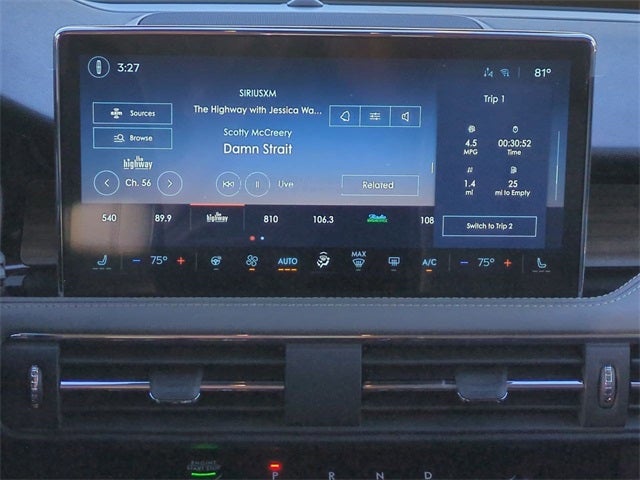 3:27
81°
SIRIUSXM
The Highway with Jessica Wa...
Sources
Browse
Scotty McCreery
Damn Strait
the highway
Ch. 56
Live
Related
Trip 1
4.5
MPG
00:30:52
Time
1.4
mi
25
mi to Empty
Switch to Trip 2
540
89.9
the highway
810
106.3
Radio
108
75°
AUTO
MAX
A/C
75°
ENGINE
START STOP
P
R
N
D